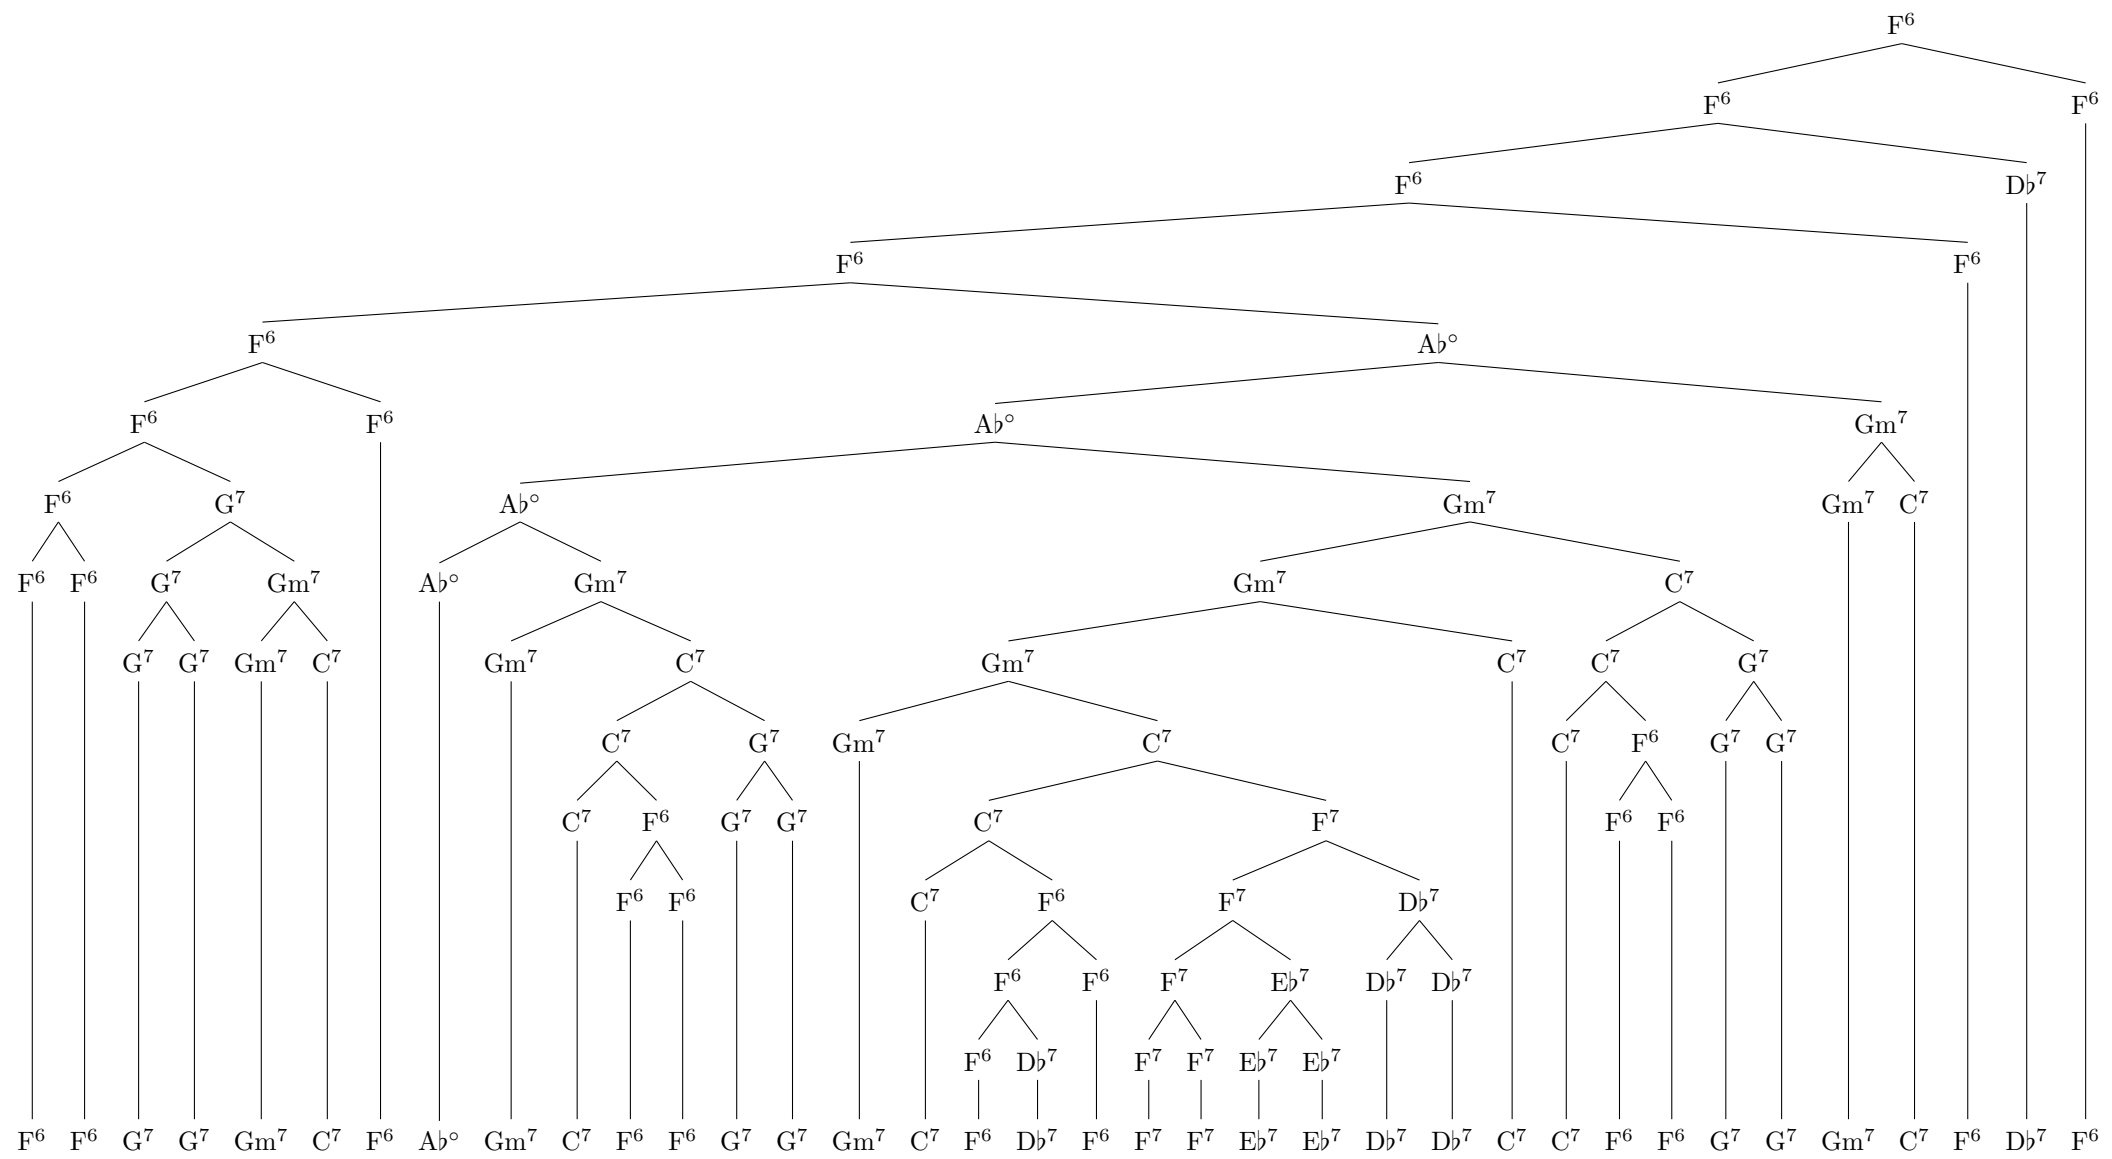 F⁶
F⁶ F⁶
F⁶ D♭⁷
F⁶ F⁶
F⁶ A♭°
F⁶ F⁶ A♭° Gm⁷
F⁶ G⁷ A♭° Gm⁷ Gm⁷ C⁷
F⁶ F⁶ G⁷ Gm⁷ A♭° Gm⁷ Gm⁷ C⁷
G⁷ G⁷ Gm⁷ C⁷ Gm⁷ C⁷ Gm⁷ C⁷ C⁷ G⁷
C⁷ G⁷ Gm⁷ C⁷ C⁷ F⁶ G⁷ G⁷
C⁷ F⁶ G⁷ G⁷ C⁷ F⁷ F⁶ F⁶
F⁶ F⁶ C⁷ F⁶ F⁷ D♭⁷
F⁶ F⁶ F⁷ E♭⁷ D♭⁷ D♭⁷
F⁶ D♭⁷ F⁷ F⁷ E♭⁷ E♭⁷
F⁶ F⁶ G⁷ G⁷ Gm⁷ C⁷ F⁶ A♭° Gm⁷ C⁷ F⁶ F⁶ G⁷ G⁷ Gm⁷ C⁷ F⁶ D♭⁷ F⁶ F⁷ F⁷ E♭⁷ E♭⁷ D♭⁷ D♭⁷ C⁷ C⁷ F⁶ F⁶ G⁷ G⁷ Gm⁷ C⁷ F⁶ D♭⁷ F⁶